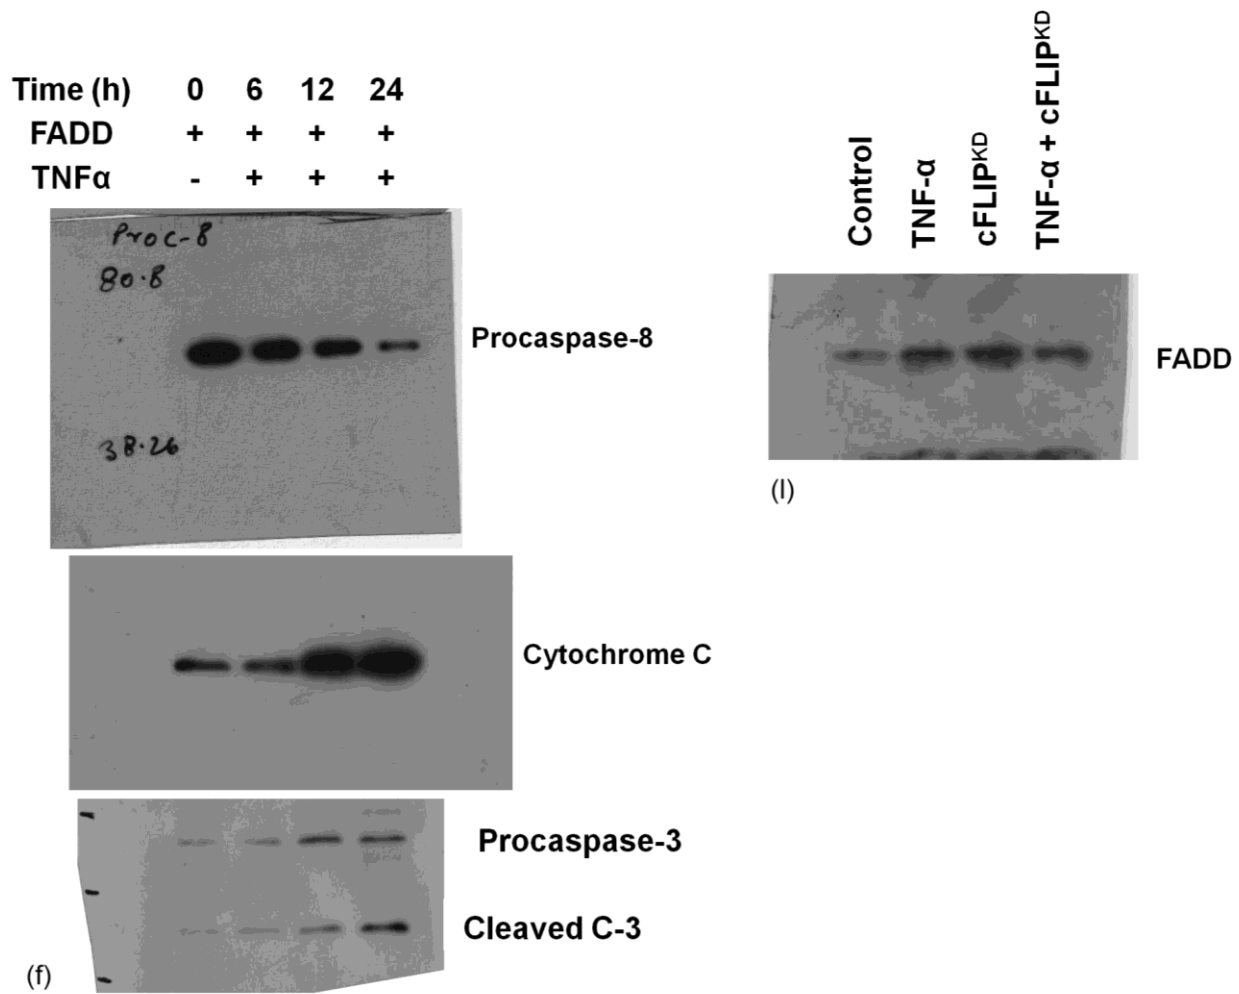 Time (h) 0 6 12 24
FADD + + + +
TNFα - + + +
Proc-8
80.8
38.26
Procaspase-8
Cytochrome C
Procaspase-3
Cleaved C-3
(f)
Control
TNF-α
cFLIPᴷᴰ
TNF-α + cFLIPᴷᴰ
FADD
(l)